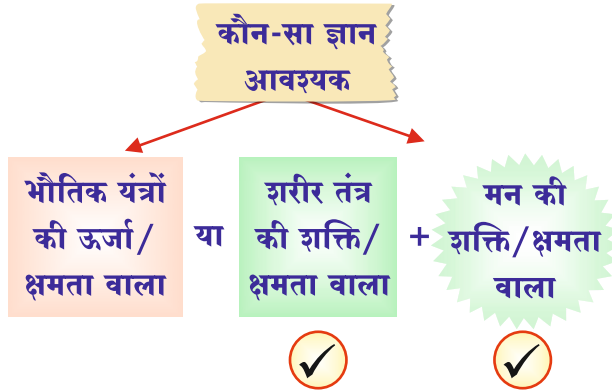 कौन-सा ज्ञान
आवश्यक
भौतिक यंत्रों
की ऊर्जा/
क्षमता वाला
या
शरीर तंत्र
की शक्ति/
क्षमता वाला
+
मन की
शक्ति/क्षमता
वाला